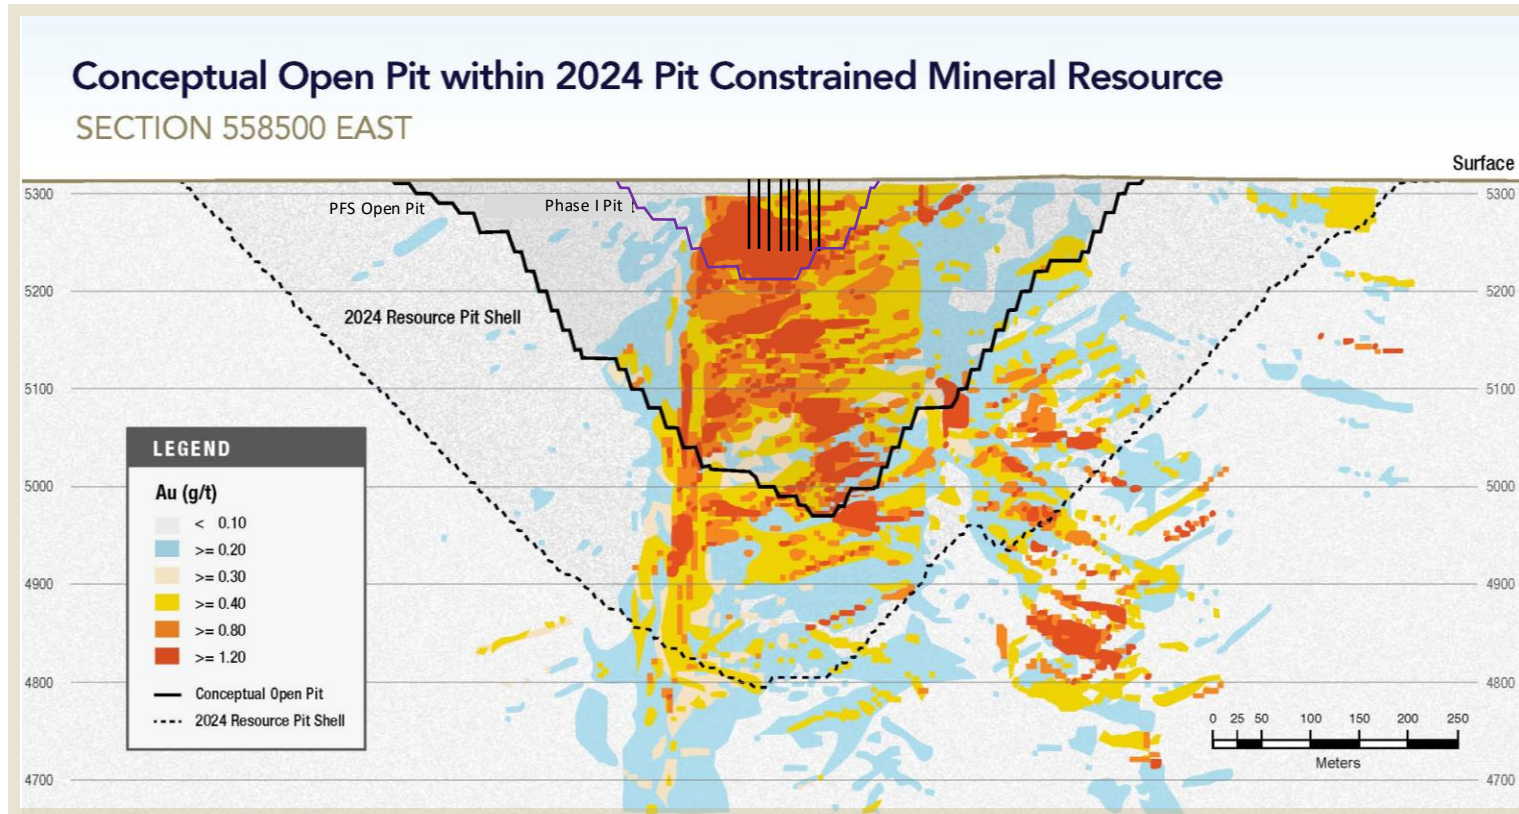 Conceptual Open Pit within 2024 Pit Constrained Mineral Resource
SECTION 558500 EAST
Surface
5300
5300
PFS Open Pit
Phase I Pit
5200
5200
2024 Resource Pit Shell
5100
5100
LEGEND
Au (g/t)
< 0.10
>= 0.20
>= 0.30
>= 0.40
>= 0.80
>= 1.20
Conceptual Open Pit
2024 Resource Pit Shell
5000
5000
4900
4900
4800
4800
0 25 50 100 150 200 250
Meters
4700
4700